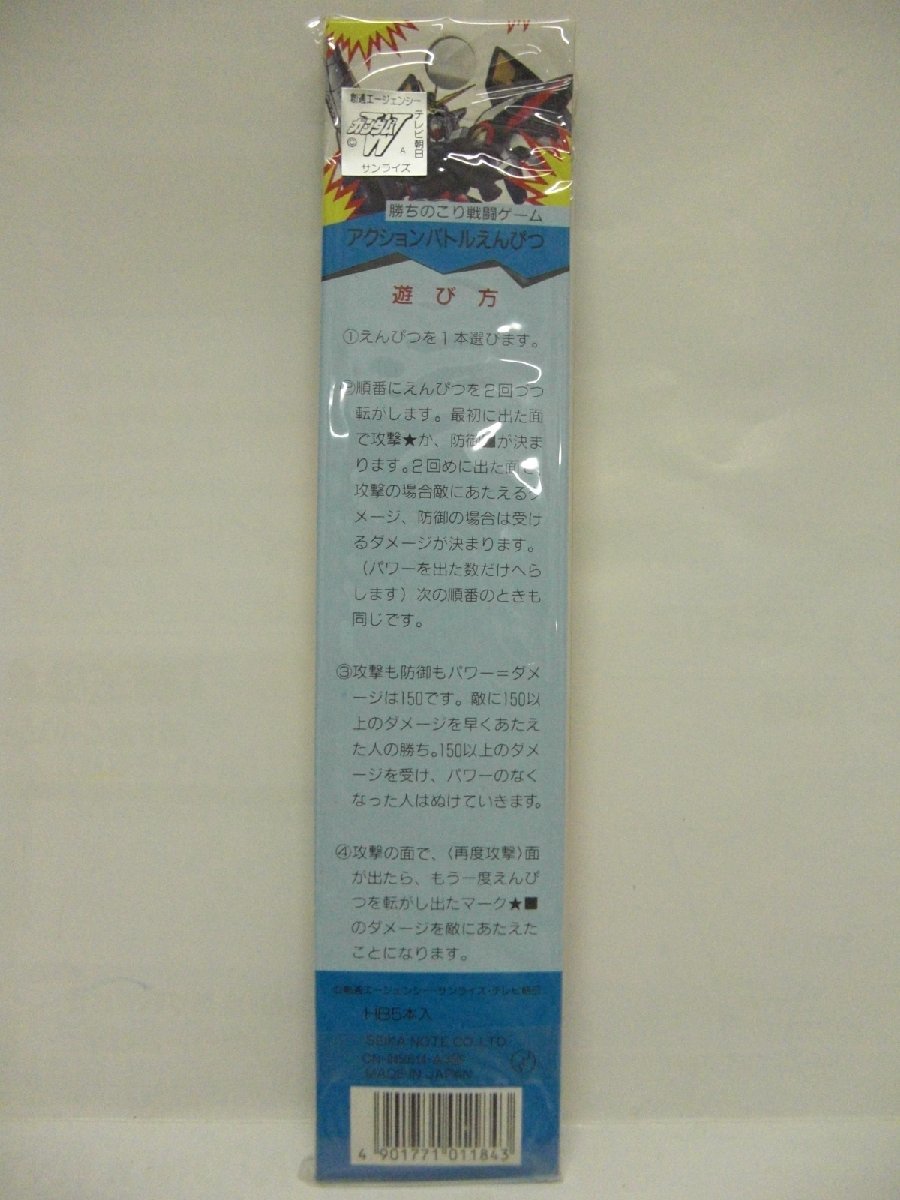 創通エージェンシー
テレビ朝日
ガンダムW
©
A
サンライズ
勝ちのこり戦闘ゲーム
アクションバトルえんぴつ
遊び方
①えんぴつを1本選びます。
②順番にえんぴつを2回づつ
転がします。最初に出た面
で攻撃★か、防御■が決ま
ります。2回めに出た面で、
攻撃の場合敵にあたえるダ
メージ、防御の場合は受け
るダメージが決まります。
(パワーを出た数だけへら
します)次の順番のときも
同じです。
③攻撃も防御もパワー=ダメ
ージは150です。敵に150以
上のダメージを早くあたえ
た人の勝ち。150以上のダメ
ージを受け、パワーのなく
なった人はぬけていきます。
④攻撃の面で、〈再度攻撃〉面
が出たら、もう一度えんぴ
つを転がし出たマーク★■
のダメージを敵にあたえた
ことになります。
©創通エージェンシー・サンライズ・テレビ朝日
HB5本入
SEIKA NOTE CO.,LTD.
MADE IN JAPAN
4 901771 011843